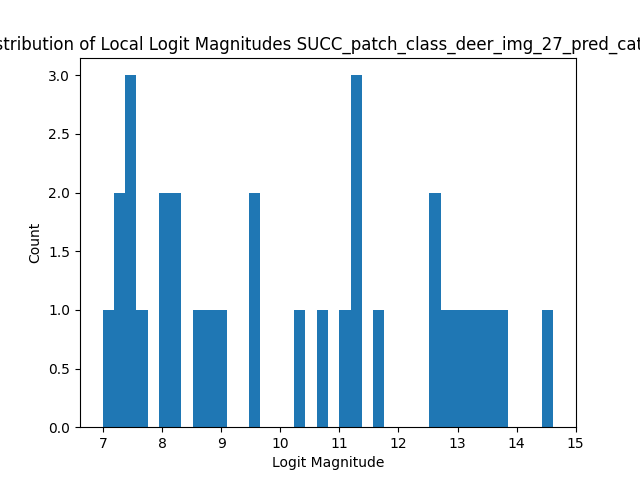 stribution of Local Logit Magnitudes SUCC_patch_class_deer_img_27_pred_cat
3.0
2.5
2.0
1.5
1.0
0.5
0.0
Count
7 8 9 10 11 12 13 14 15
Logit Magnitude